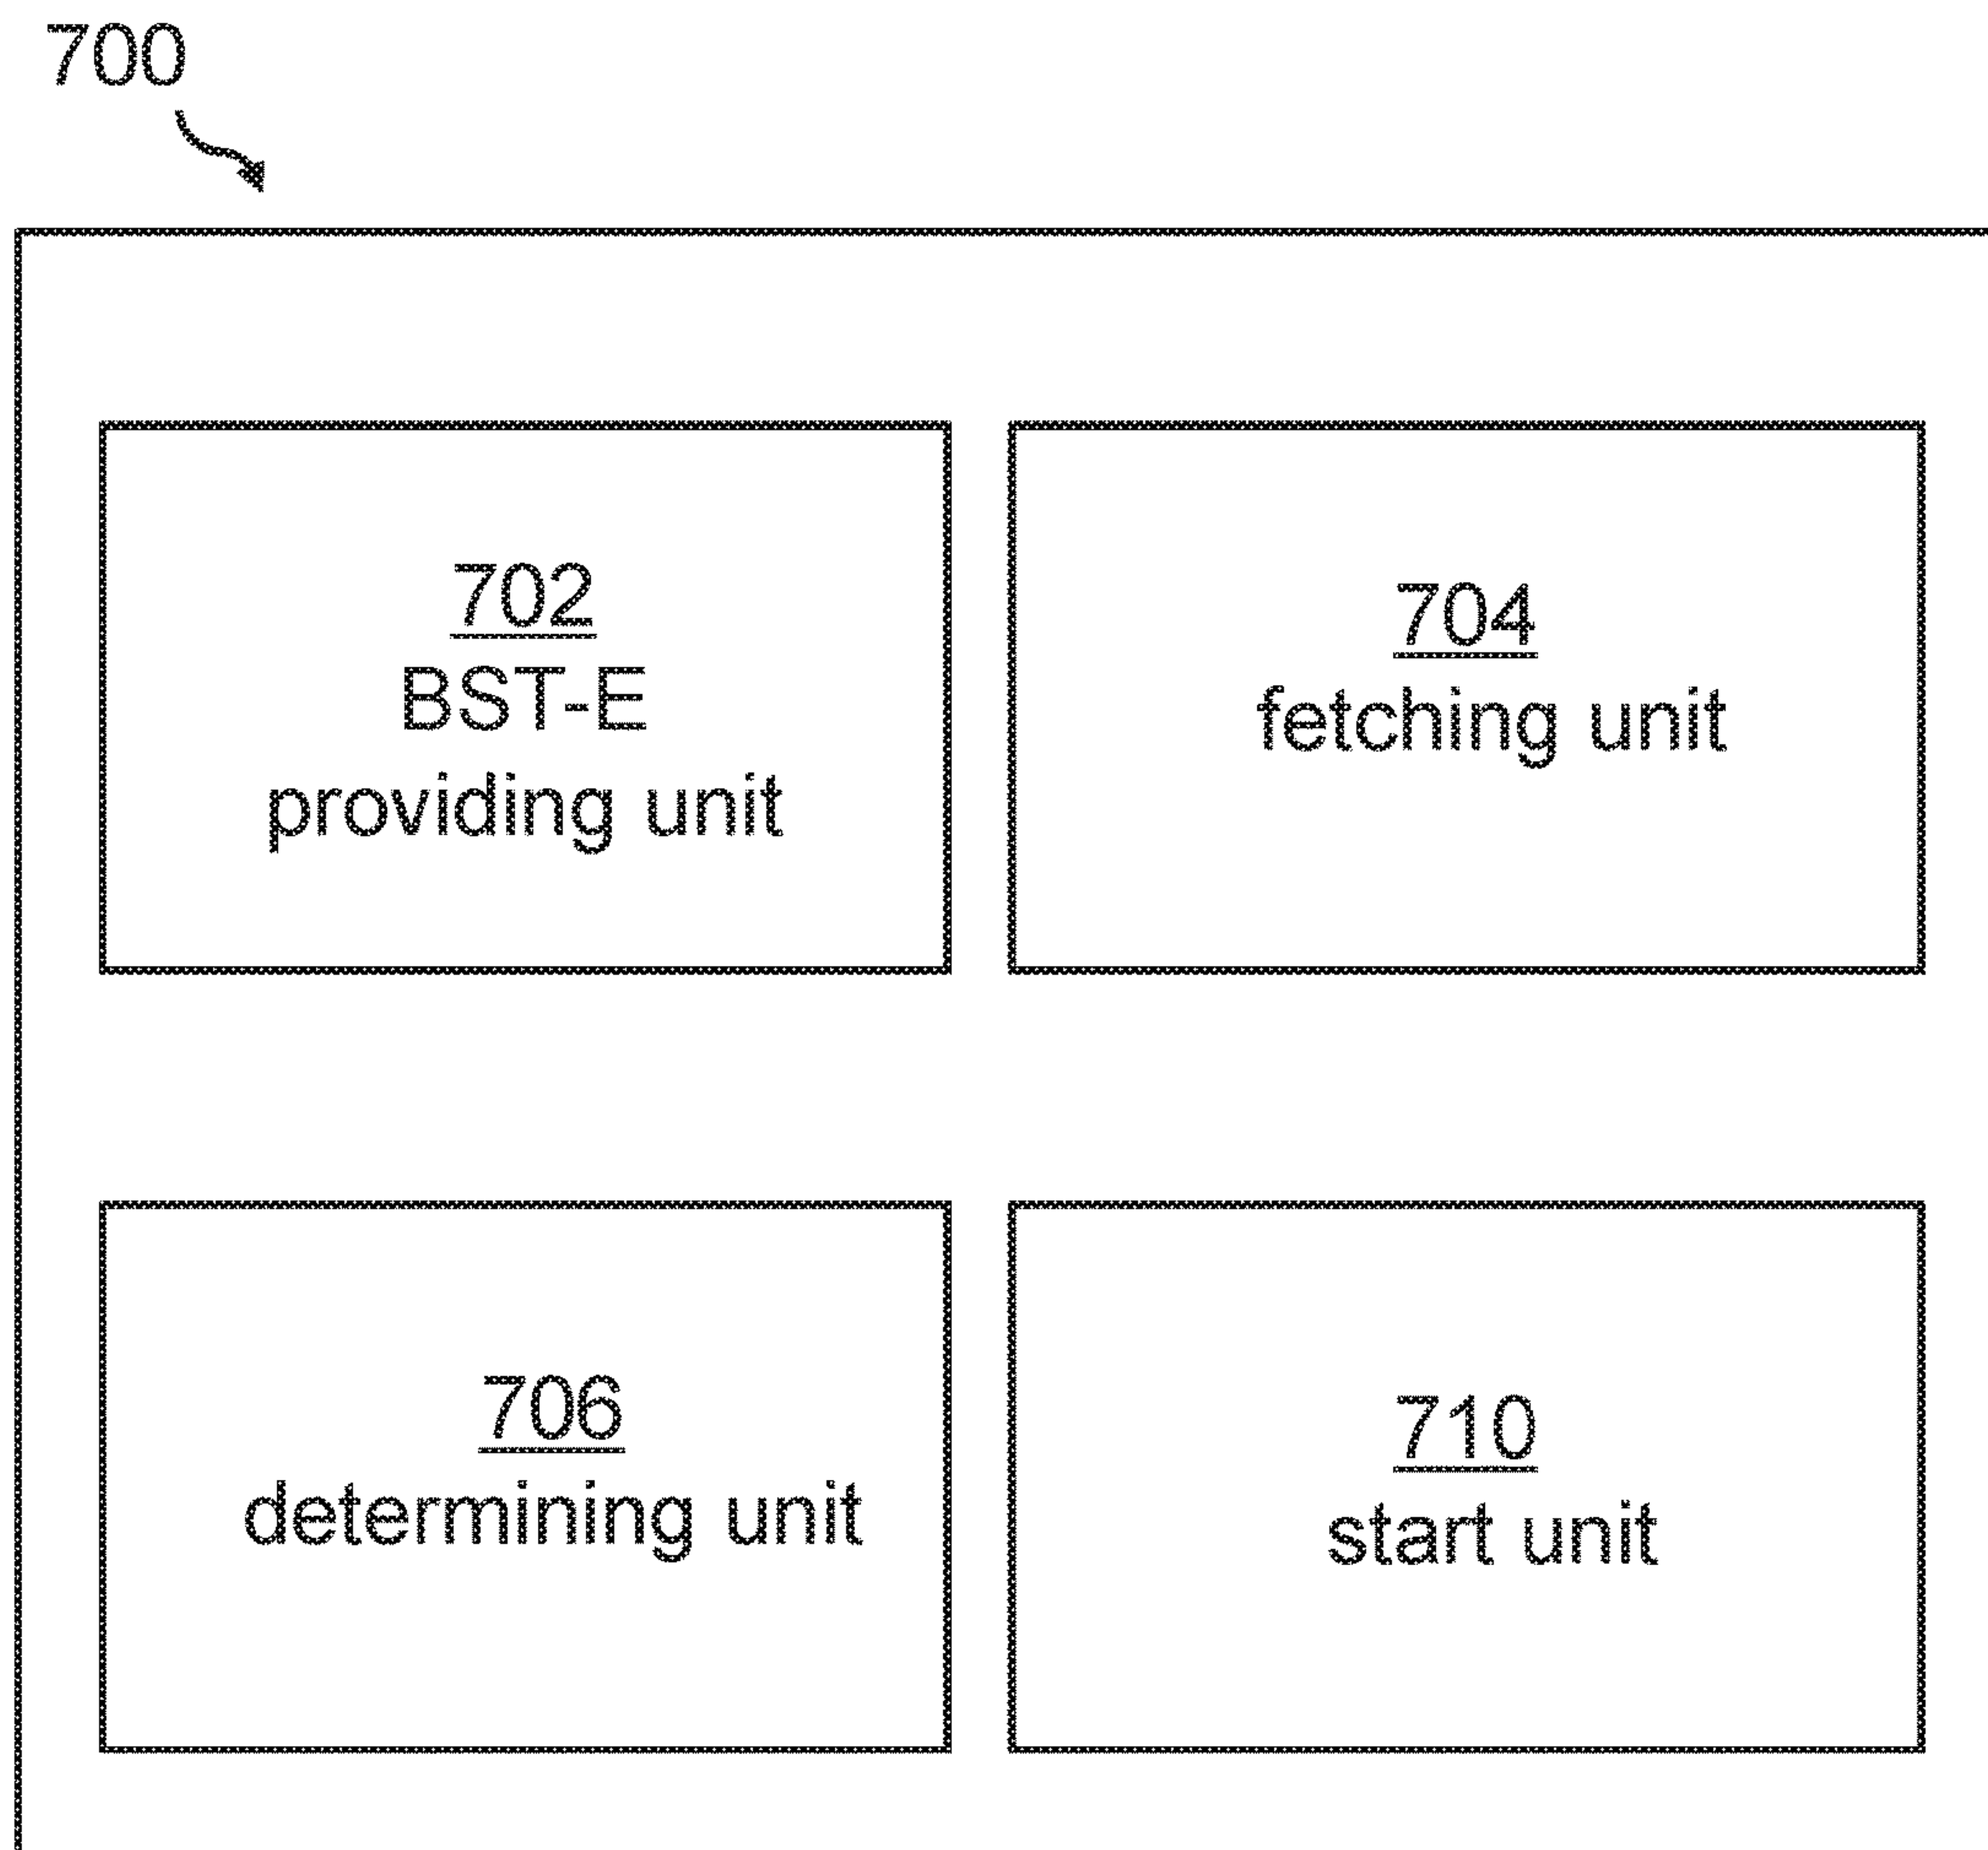 700
702
BST-E
providing unit
704
fetching unit
706
determining unit
710
start unit